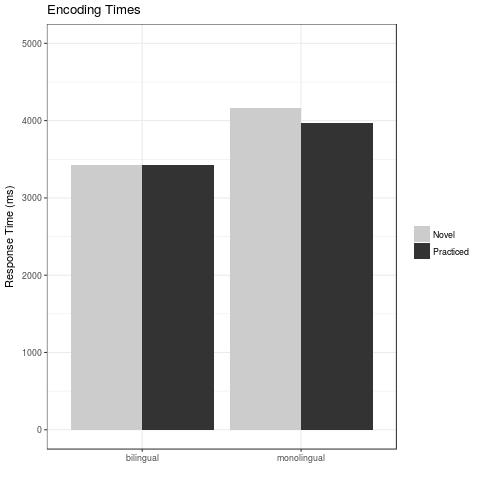 Encoding Times
5000
4000
3000
2000
1000
0
Response Time (ms)
bilingual
monolingual
Novel
Practiced